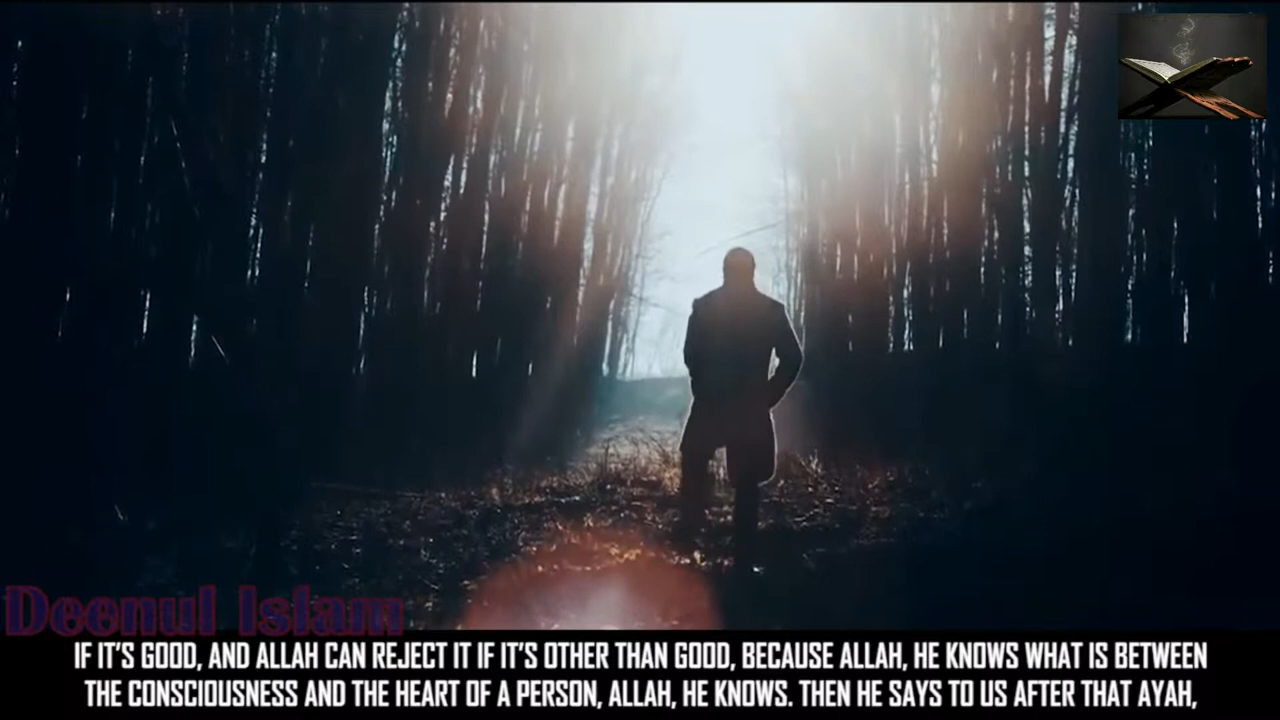 Deenul Islam
IF IT'S GOOD, AND ALLAH CAN REJECT IT IF IT'S OTHER THAN GOOD, BECAUSE ALLAH, HE KNOWS WHAT IS BETWEEN
THE CONSCIOUSNESS AND THE HEART OF A PERSON, ALLAH, HE KNOWS. THEN HE SAYS TO US AFTER THAT AYAH,